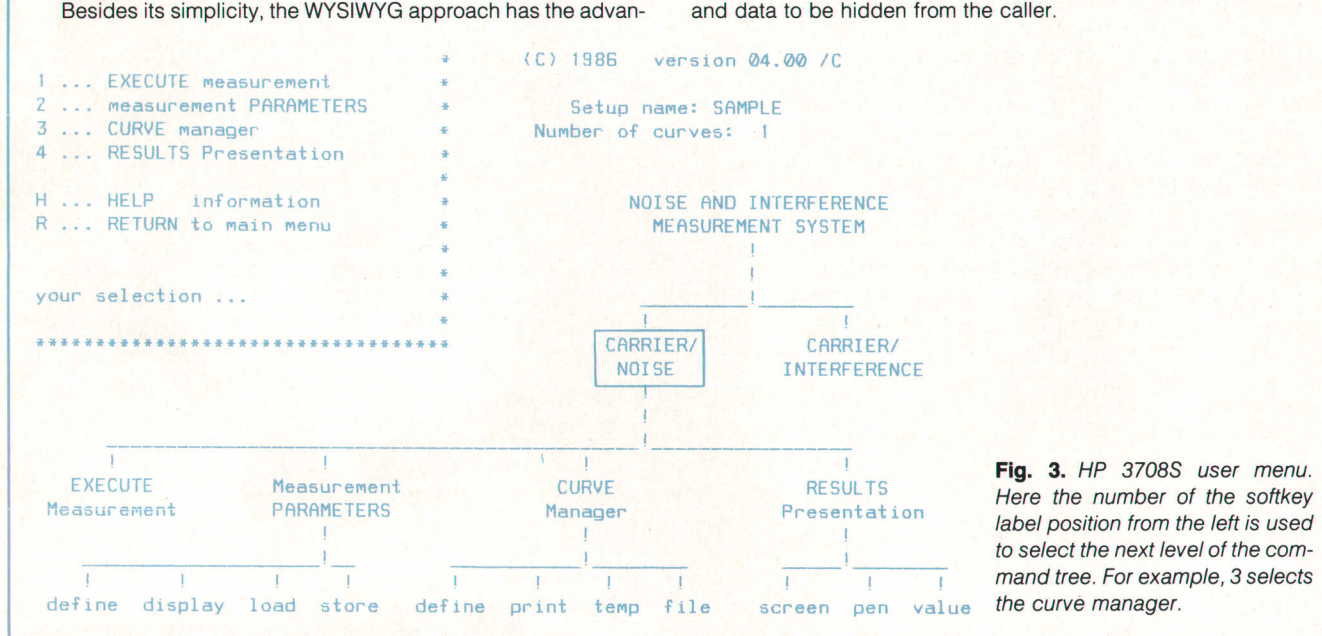 Besides its simplicity, the WYSIWYG approach has the advan-
and data to be hidden from the caller.
1 ... EXECUTE measurement
2 ... measurement PARAMETERS
3 ... CURVE manager
4 ... RESULTS Presentation
H ... HELP information
R ... RETURN to main menu
your selection ...
(C) 1986 version 04.00 /C
Setup name: SAMPLE
Number of curves: 1
NOISE AND INTERFERENCE
MEASUREMENT SYSTEM
CARRIER/
NOISE
CARRIER/
INTERFERENCE
EXECUTE
Measurement
Measurement
PARAMETERS
CURVE
Manager
RESULTS
Presentation
define display load store define print temp file screen pen value
Fig. 3. HP 3708S user menu.
Here the number of the softkey
label position from the left is used
to select the next level of the com-
mand tree. For example, 3 selects
the curve manager.